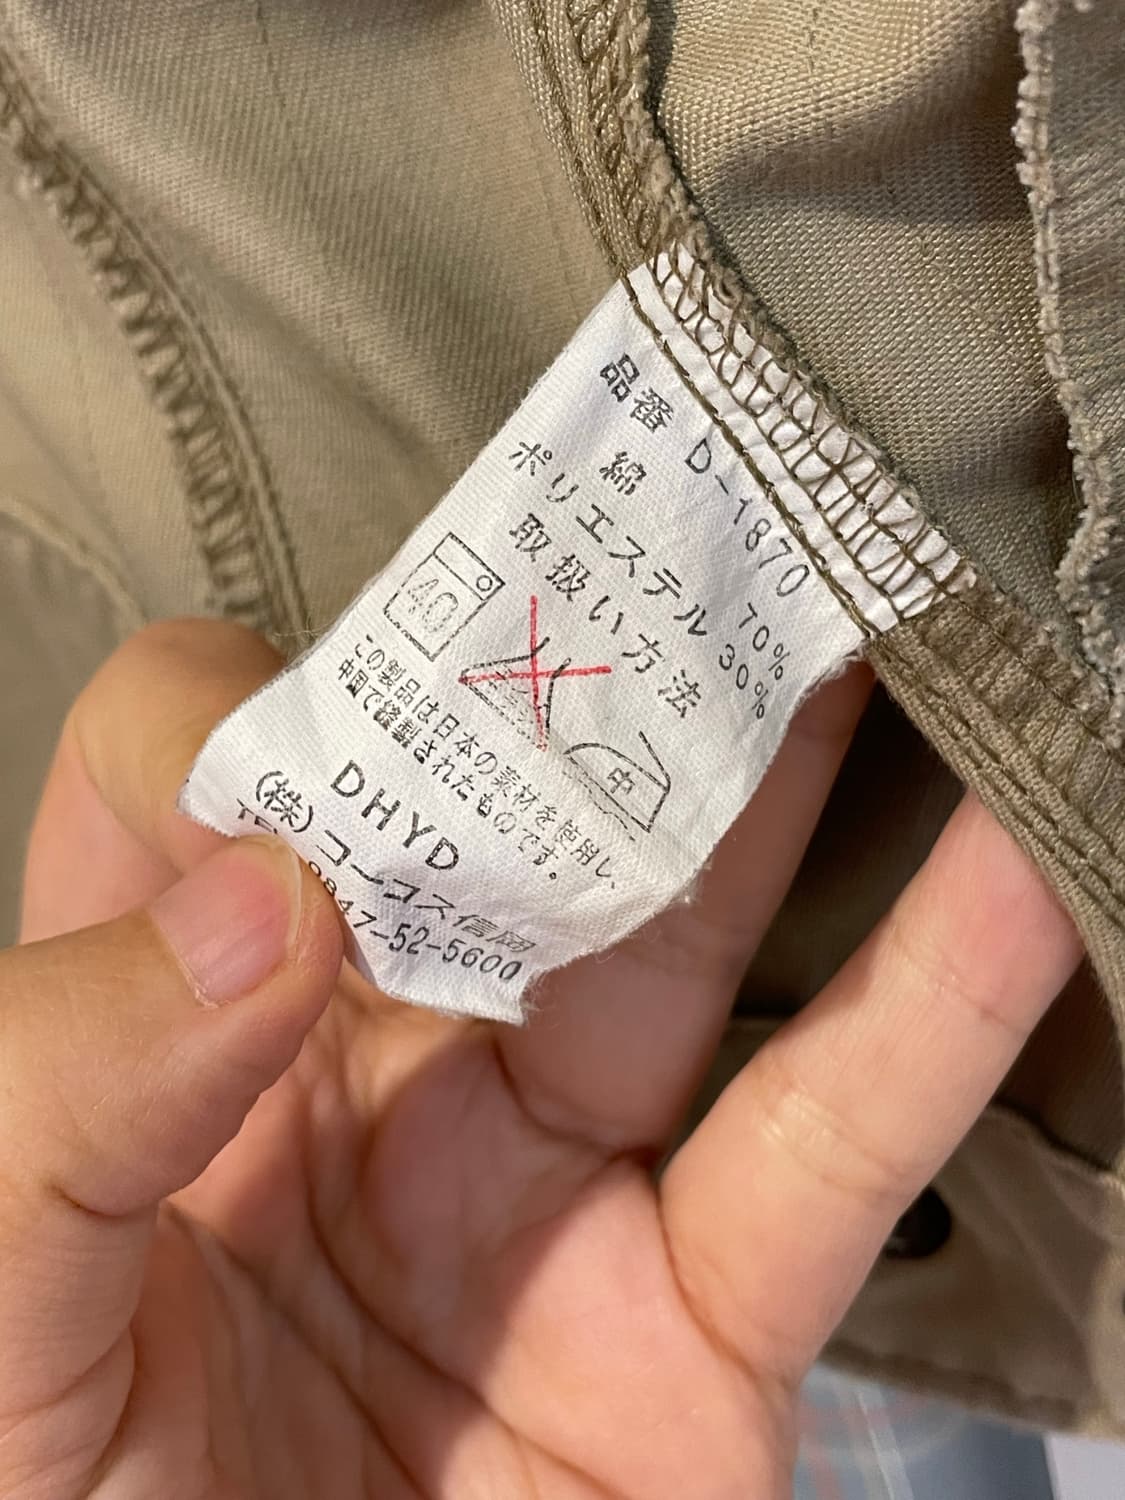 品番 D-1870
綿 70%
ポリエステル 30%
取扱い方法
40
中
この製品は日本の素材を使用し、
中国で縫製されたものです。
DHYD
(株)コーコス信岡
TEL 0847-52-5600